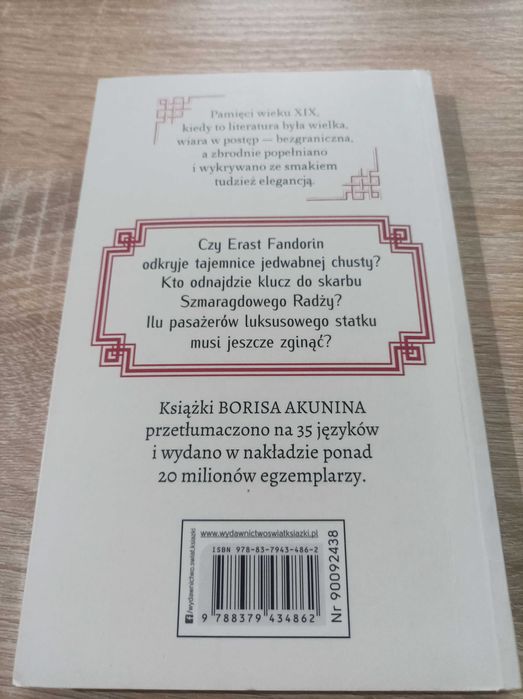 Pamięci wieku XIX,
kiedy to literatura była wielka,
wiara w postęp — bezgraniczna,
a zbrodnie popełniano
i wykrywano ze smakiem
tudzież elegancją.
Czy Erast Fandorin
odkryje tajemnice jedwabnej chusty?
Kto odnajdzie klucz do skarbu
Szmaragdowego Radży?
Ilu pasażerów luksusowego statku
musi jeszcze zginąć?
Książki BORISA AKUNINA
przetłumaczono na 35 języków
i wydano w nakładzie ponad
20 milionów egzemplarzy.
www.wydawnictwoswiatksiazki.pl
ISBN 978-83-7943-486-2
9 788379 434862
/wydawnictwo.swiat.ksiazki
Nr 90092438